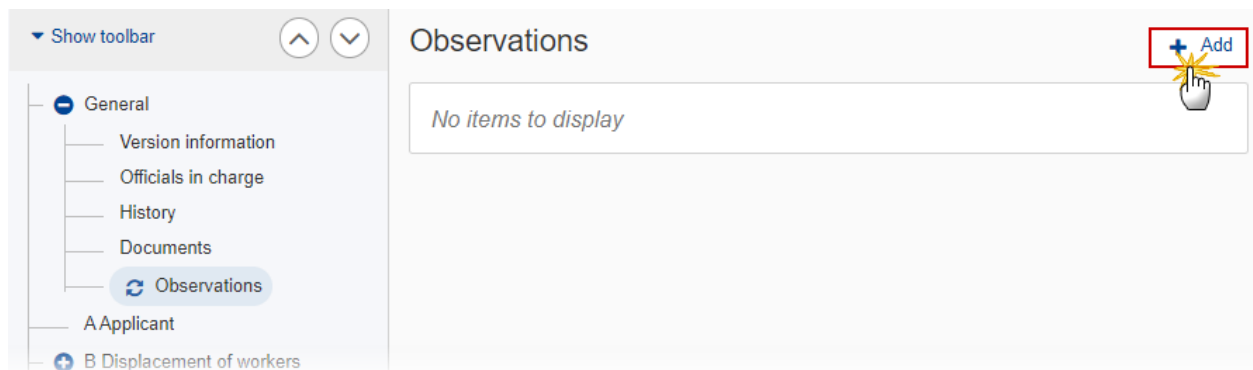 Show toolbar
Observations
Add
General
Version information
Officials in charge
History
Documents
Observations
A Applicant
B Displacement of workers
No items to display